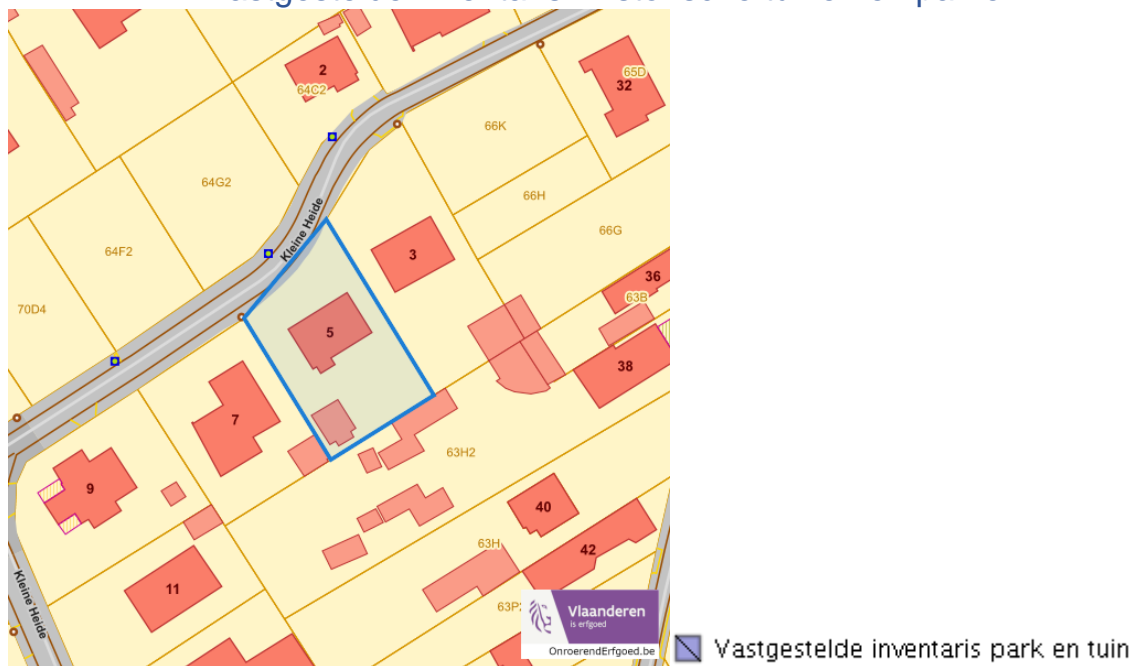 2
64C2
65D
32
66K
64G2
66H
Kleine Heide
66G
64F2
3
36
63B
70D4
5
38
7
63H2
9
40
63H
42
11
Kleine Heide
Vlaanderen
is erfgoed
OnroerendErfgoed.be
Vastgestelde inventaris park en tuin